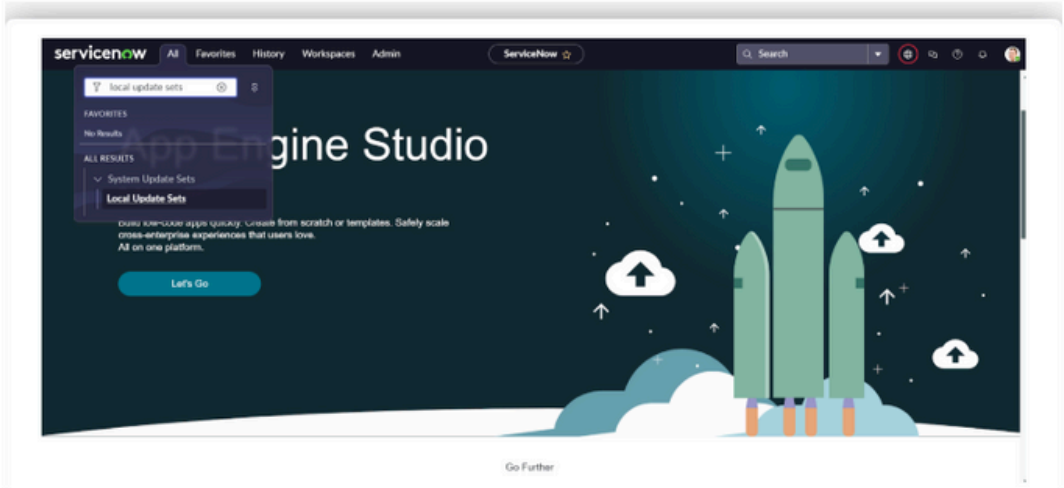 servicenow All Favorites History Workspaces Admin ServiceNow Search
local update sets
FAVORITES
No Results
App Engine Studio
ALL RESULTS
System Update Sets
Local Update Sets
Build low-code apps quickly. Create from scratch or templates. Safely scale
cross-enterprise experiences that users love.
All on one platform.
Let's Go
Go Further